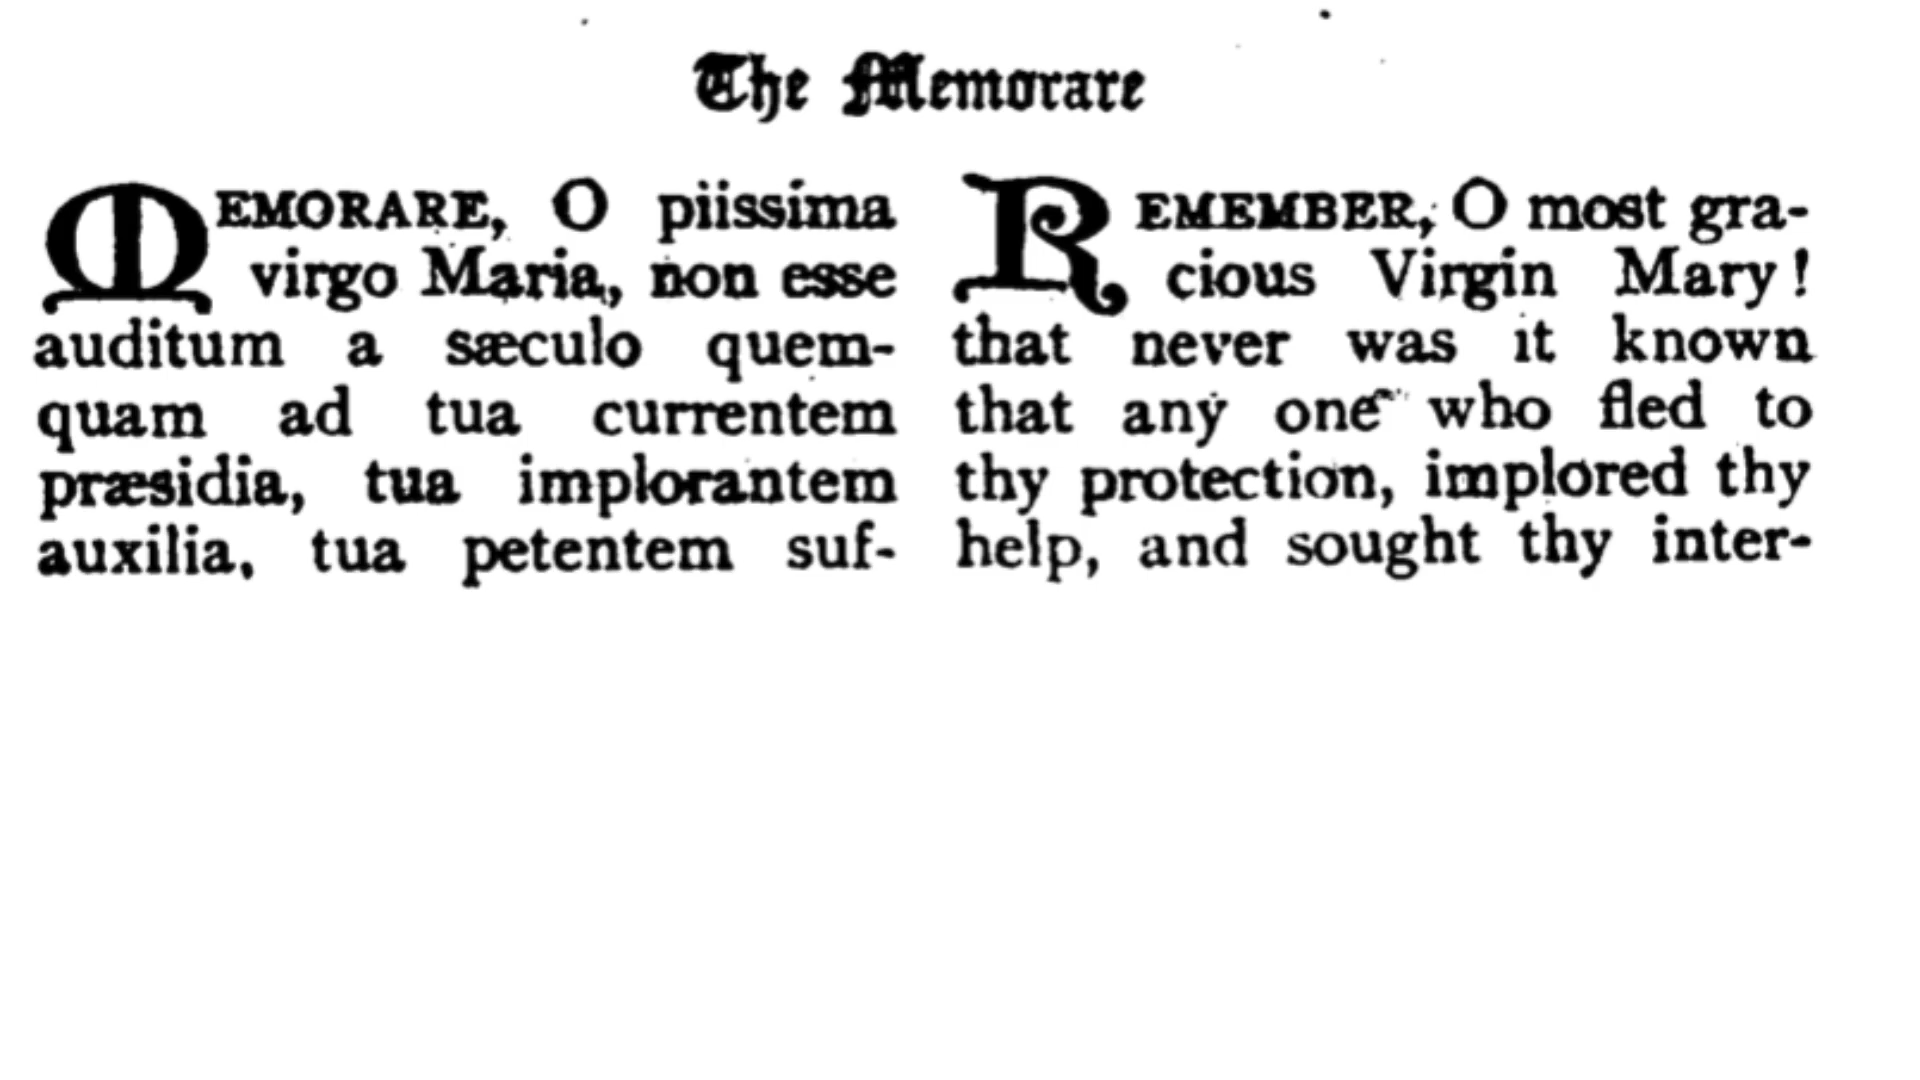 The Memorare
MEMORARE, O piissima
virgo Maria, non esse
auditum a sæculo quem-
quam ad tua currentem
præsidia, tua implorantem
auxilia, tua petentem suf-
REMEMBER, O most gra-
cious Virgin Mary!
that never was it known
that any one who fled to
thy protection, implored thy
help, and sought thy inter-